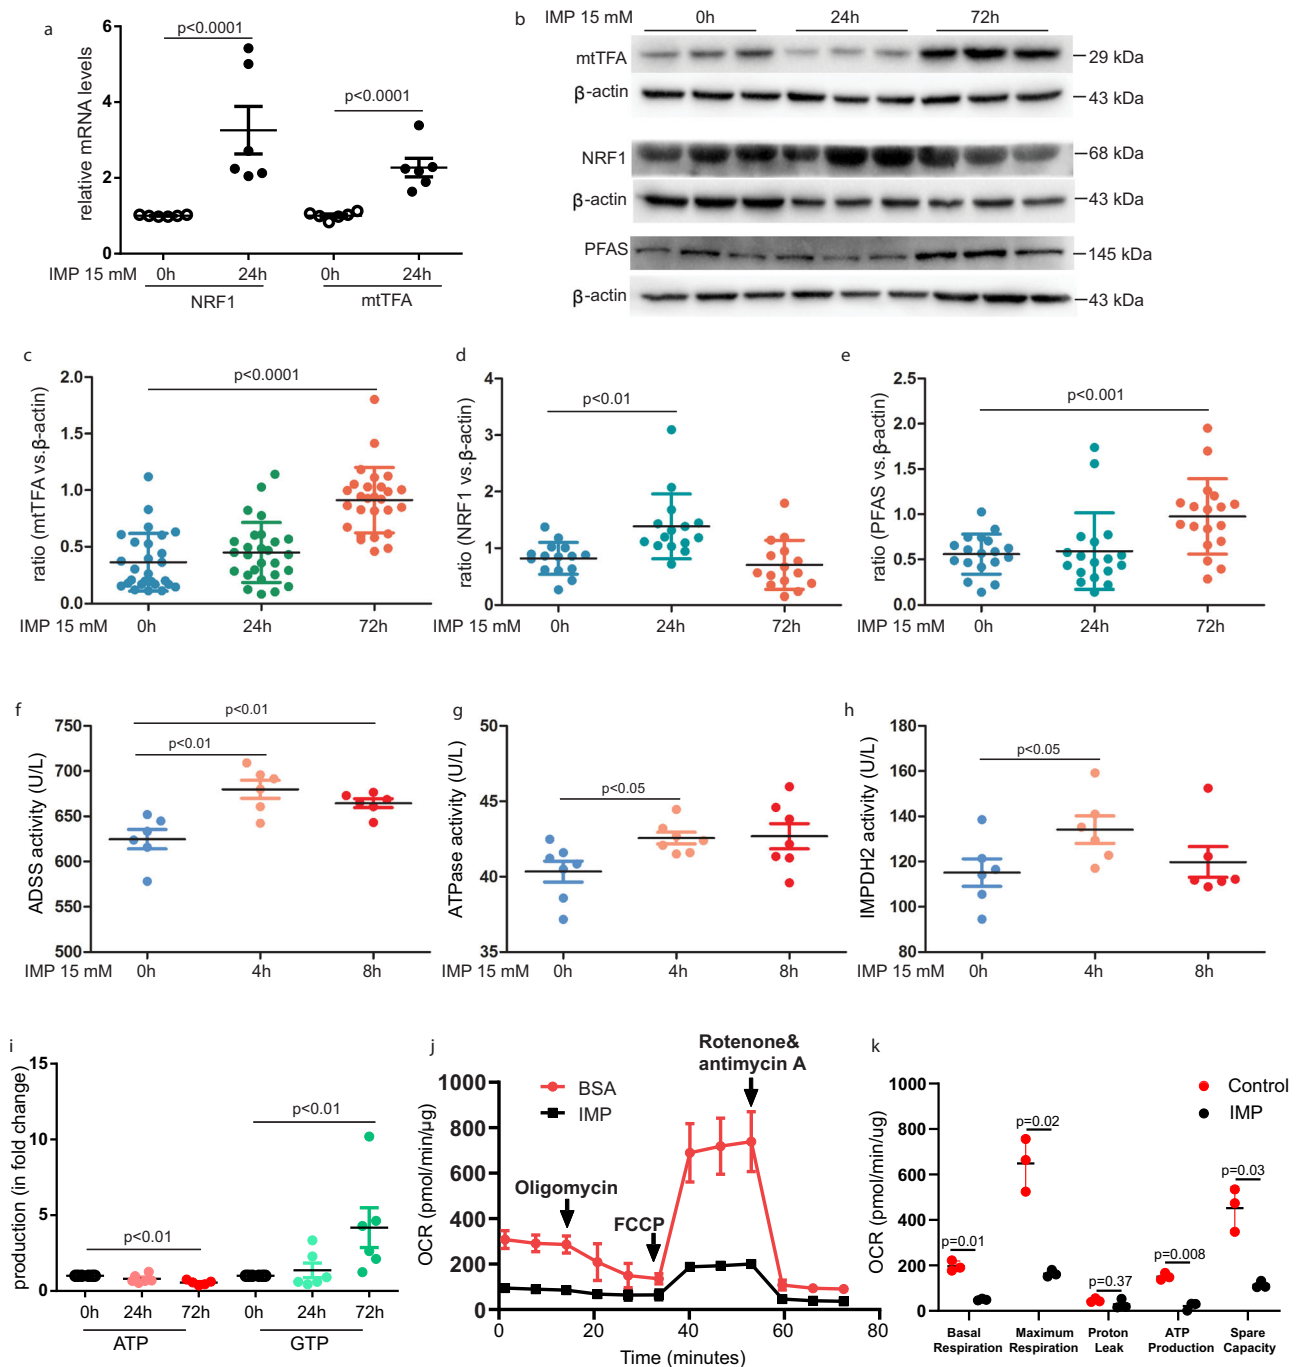 a
relative mRNA levels
6
4
2
0
p<0.0001
p<0.0001
IMP 15 mM
0h
24h
0h
24h
NRF1
mtTFA
b
IMP 15 mM
0h
24h
72h
mtTFA
29 kDa
β-actin
43 kDa
NRF1
68 kDa
β-actin
43 kDa
PFAS
145 kDa
β-actin
43 kDa
c
ratio (mtTFA vs.β-actin)
2.0
1.5
1.0
0.5
0.0
p<0.0001
IMP 15 mM
0h
24h
72h
d
ratio (NRF1 vs.β-actin)
4
3
2
1
0
p<0.01
IMP 15 mM
0h
24h
72h
e
ratio (PFAS vs.β-actin)
2.5
2.0
1.5
1.0
0.5
0.0
p<0.001
IMP 15 mM
0h
24h
72h
f
ADSS activity (U/L)
750
700
650
600
550
500
p<0.01
p<0.01
IMP 15 mM
0h
4h
8h
g
ATPase activity (U/L)
50
45
40
35
p<0.05
IMP 15 mM
0h
4h
8h
h
IMPDH2 activity (U/L)
180
160
140
120
100
80
p<0.05
IMP 15 mM
0h
4h
8h
i
production (in fold change)
15
10
5
0
p<0.01
p<0.01
0h
24h
72h
0h
24h
72h
ATP
GTP
j
OCR (pmol/min/µg)
1000
800
600
400
200
0
BSA
IMP
Oligomycin
FCCP
Rotenone&
antimycin A
0
20
40
60
80
Time (minutes)
k
OCR (pmol/min/ug)
1000
800
600
400
200
0
Control
IMP
p=0.01
p=0.02
p=0.37
p=0.008
p=0.03
Basal
Respiration
Maximum
Respiration
Proton
Leak
ATP
Production
Spare
Capacity